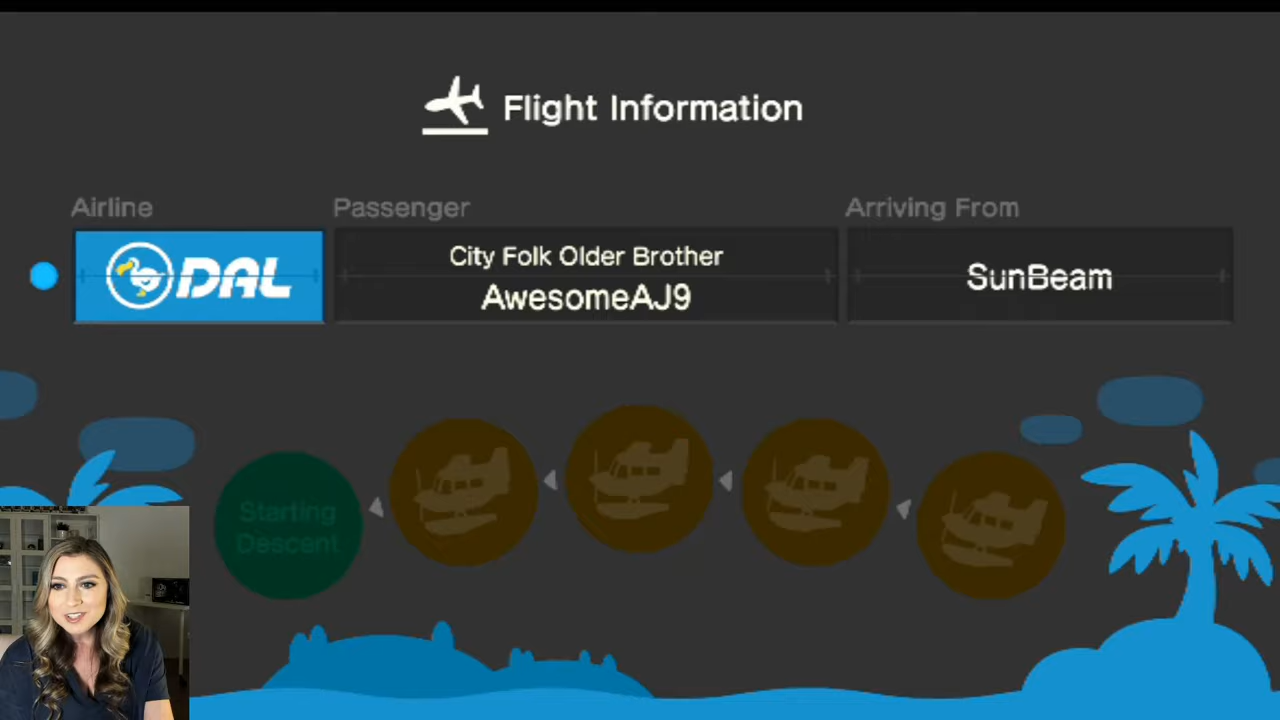 Flight Information
Airline
Passenger
Arriving From
DAL
City Folk Older Brother
AwesomeAJ9
SunBeam
Starting
Descent